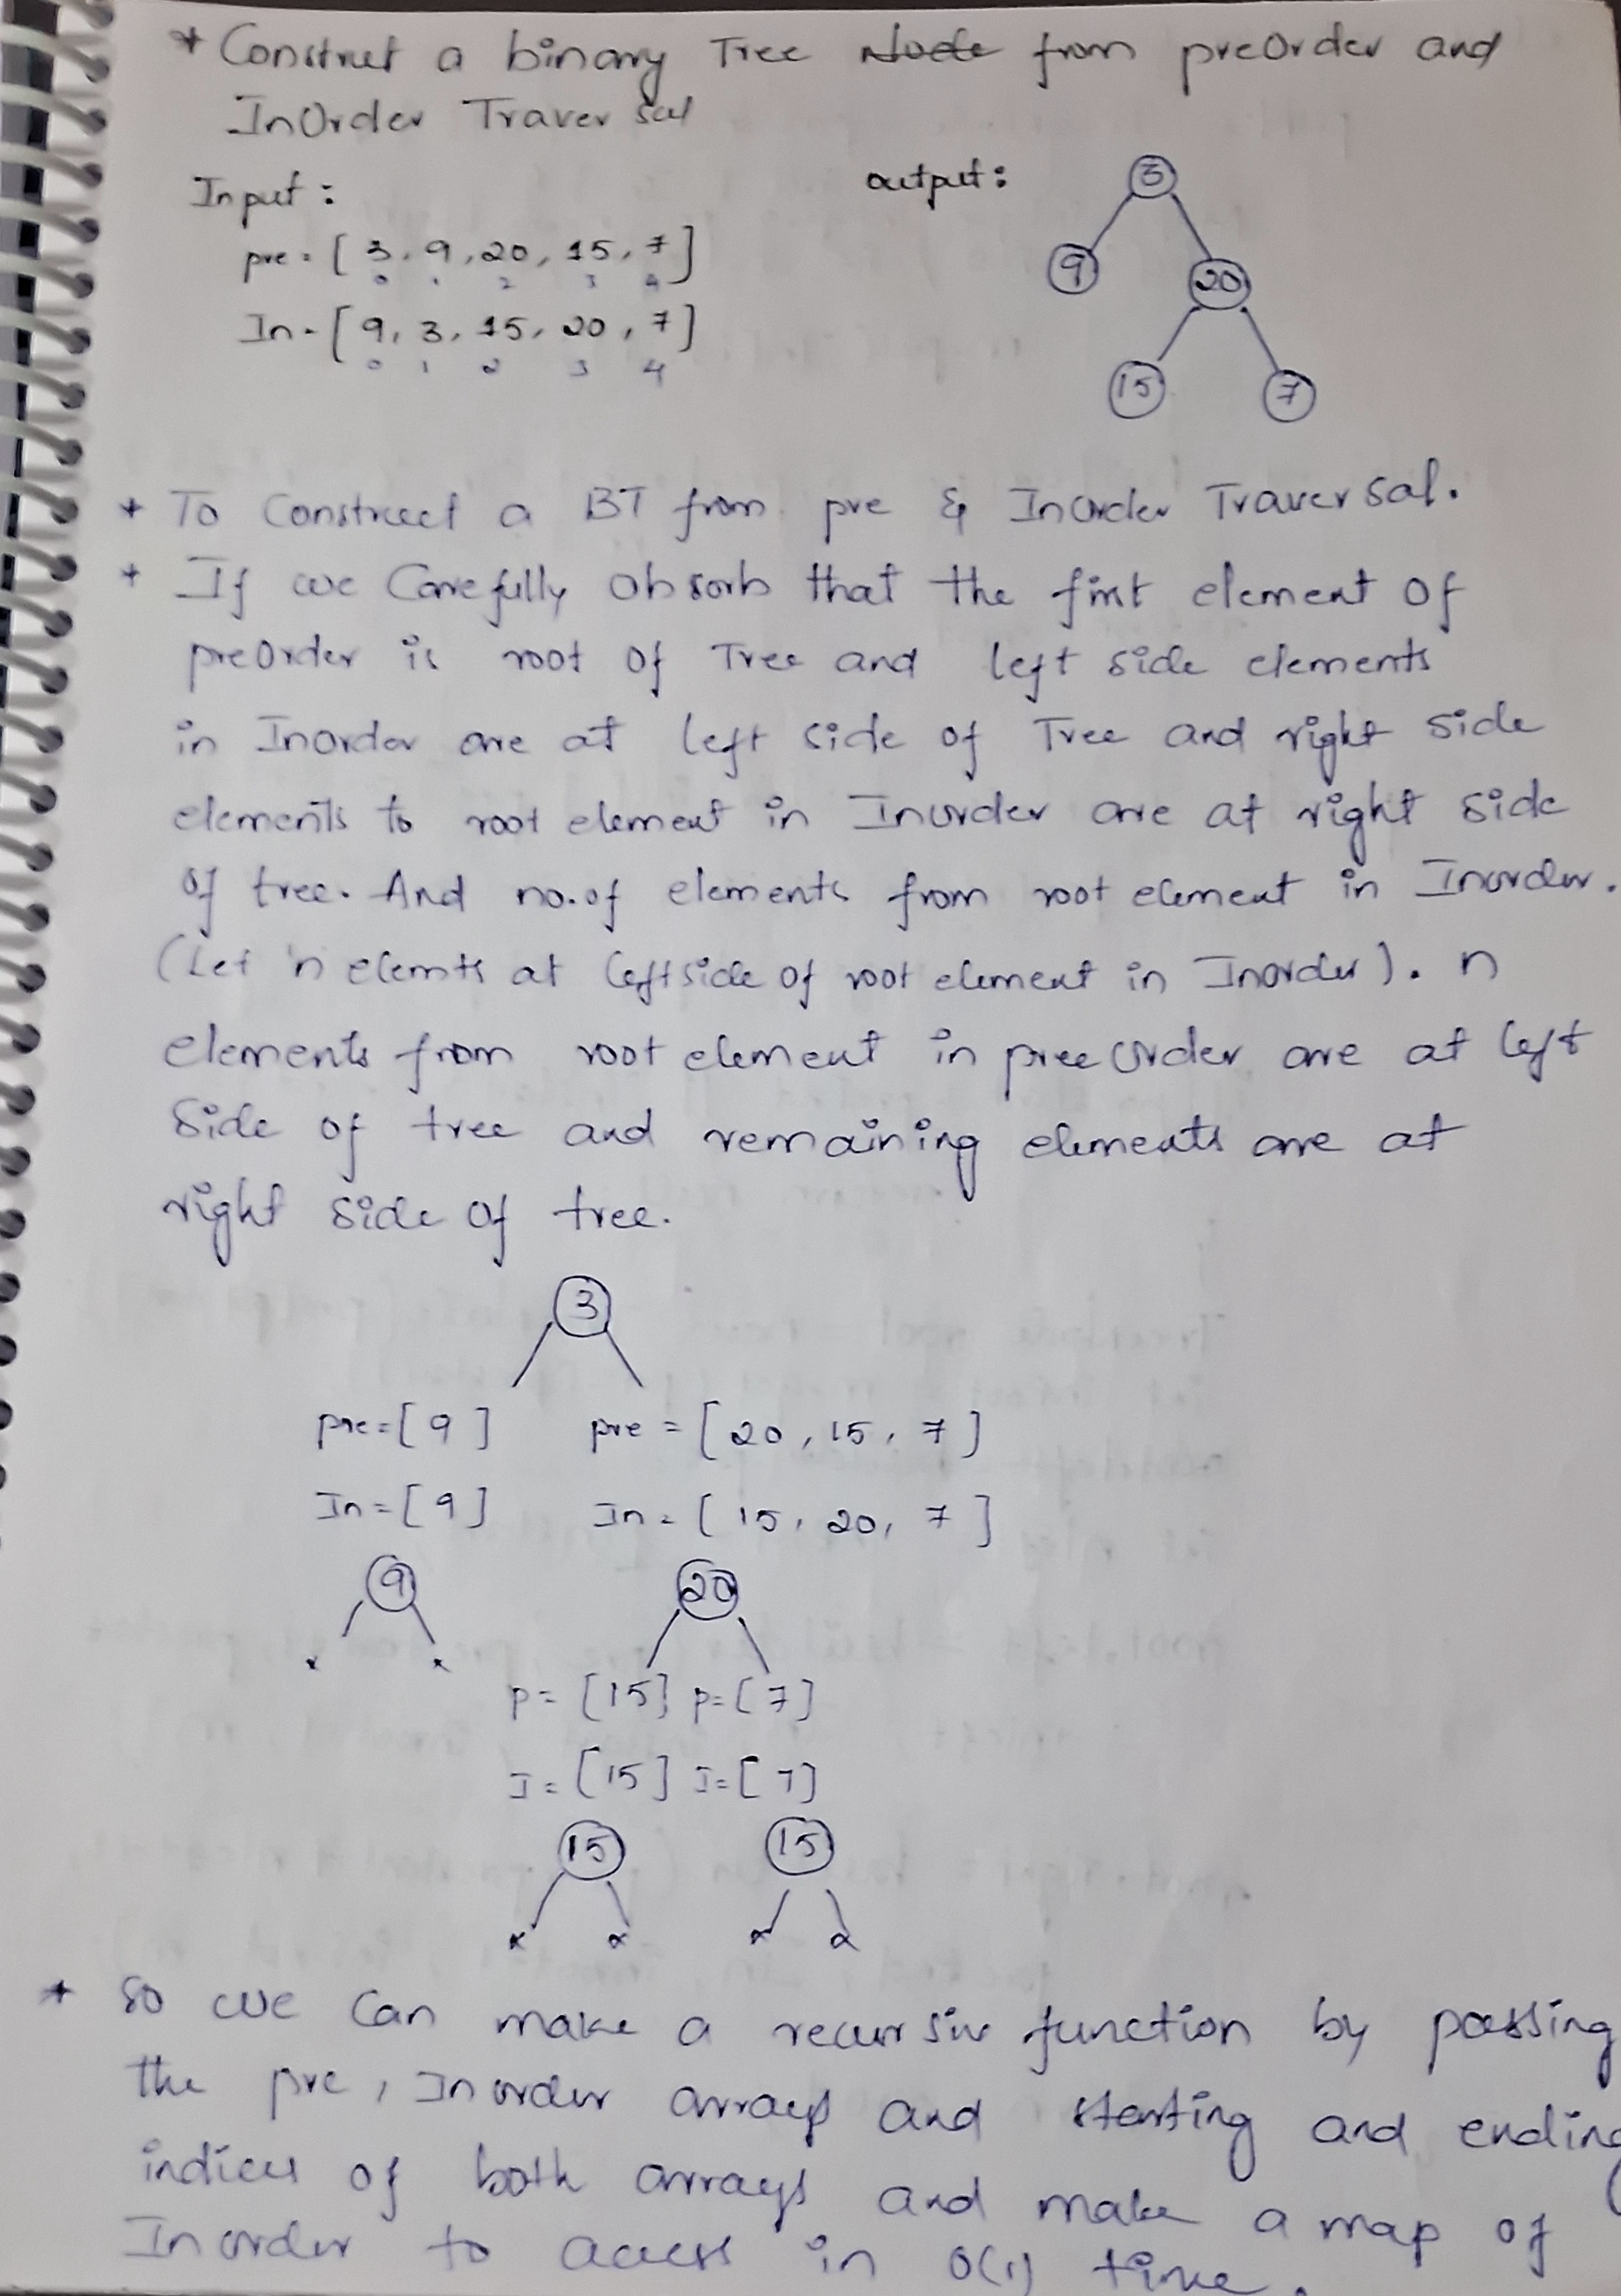 * Construct a binary Tree Node from preOrder and
InOrder Traversal
Input :
output :
pre = [ 3, 9, 20, 15, 7 ]
0 1 2 3 4
In = [ 9, 3, 15, 20, 7 ]
0 1 2 3 4
3
9 20
15 7
* To Construct a BT from pre & InOrder Traversal.
* If we Carefully Obsorb that the first element of
preOrder is root of Tree and left side elements
in Inorder are at left side of Tree and right side
elements to root element in Inorder are at right side
of tree. And no.of elements from root element in Inorder.
(Let 'n elemts at leftside of root element in Inorder). n
elements from root element in preeorder are at left
Side of tree and remaining elements are at
right side of tree.
3
pre = [ 9 ] pre = [ 20, 15, 7 ]
In = [ 9 ] In = [ 15, 20, 7 ]
9 20
x x
p = [15] p = [7]
I = [15] I = [7]
15 15
x x x x
* So we Can make a recursive function by passing
the pre, Inorder arrays and starting and ending
indices of both arrays and make a map of
Inorder to access in O(1) time.